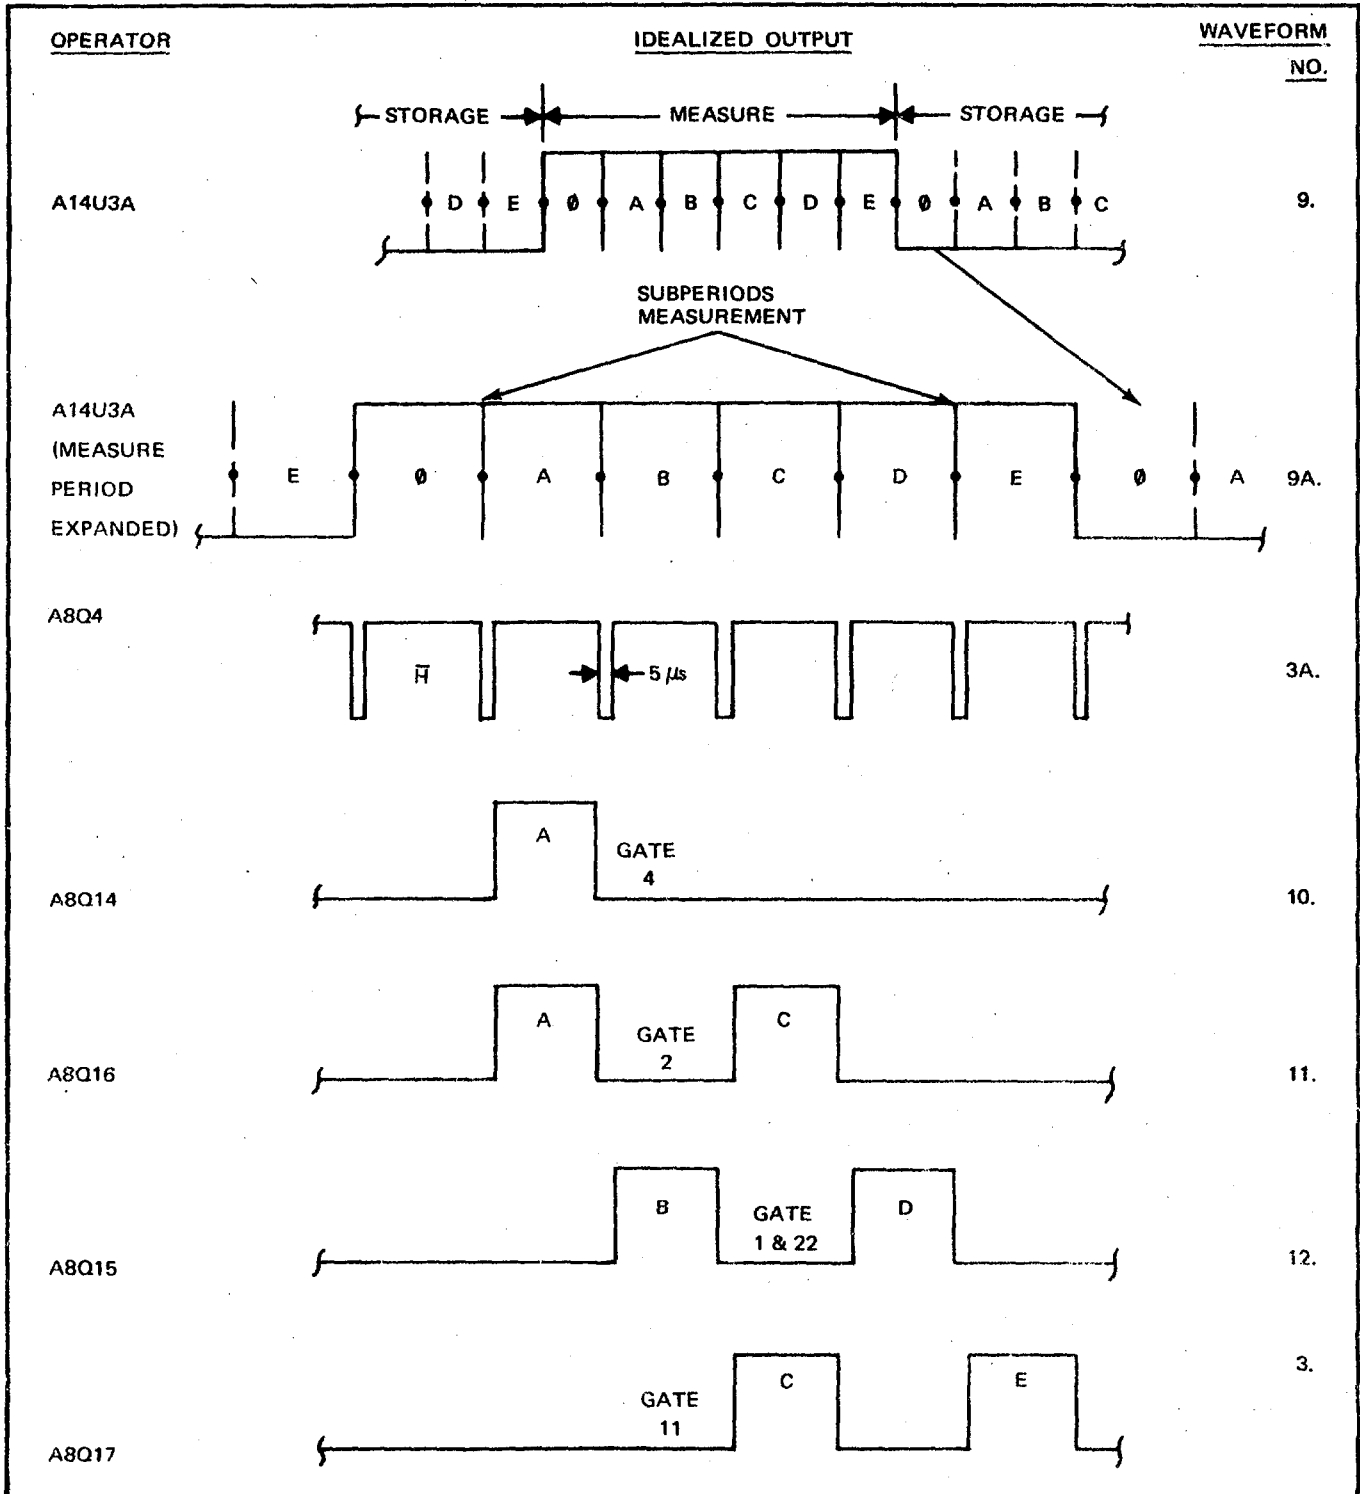 OPERATOR IDEALIZED OUTPUT WAVEFORM
NO.
STORAGE MEASURE STORAGE
A14U3A D E Ø A B C D E Ø A B C 9.
SUBPERIODS
MEASUREMENT
A14U3A
(MEASURE
PERIOD
EXPANDED)
E Ø A B C D E Ø A 9A.
A8Q4
H̅ 5 µs 3A.
A
GATE
4
A8Q14 10.
A C
GATE
2
A8Q16 11.
B D
GATE
1 & 22
A8Q15 12.
C E 3.
GATE
11
A8Q17